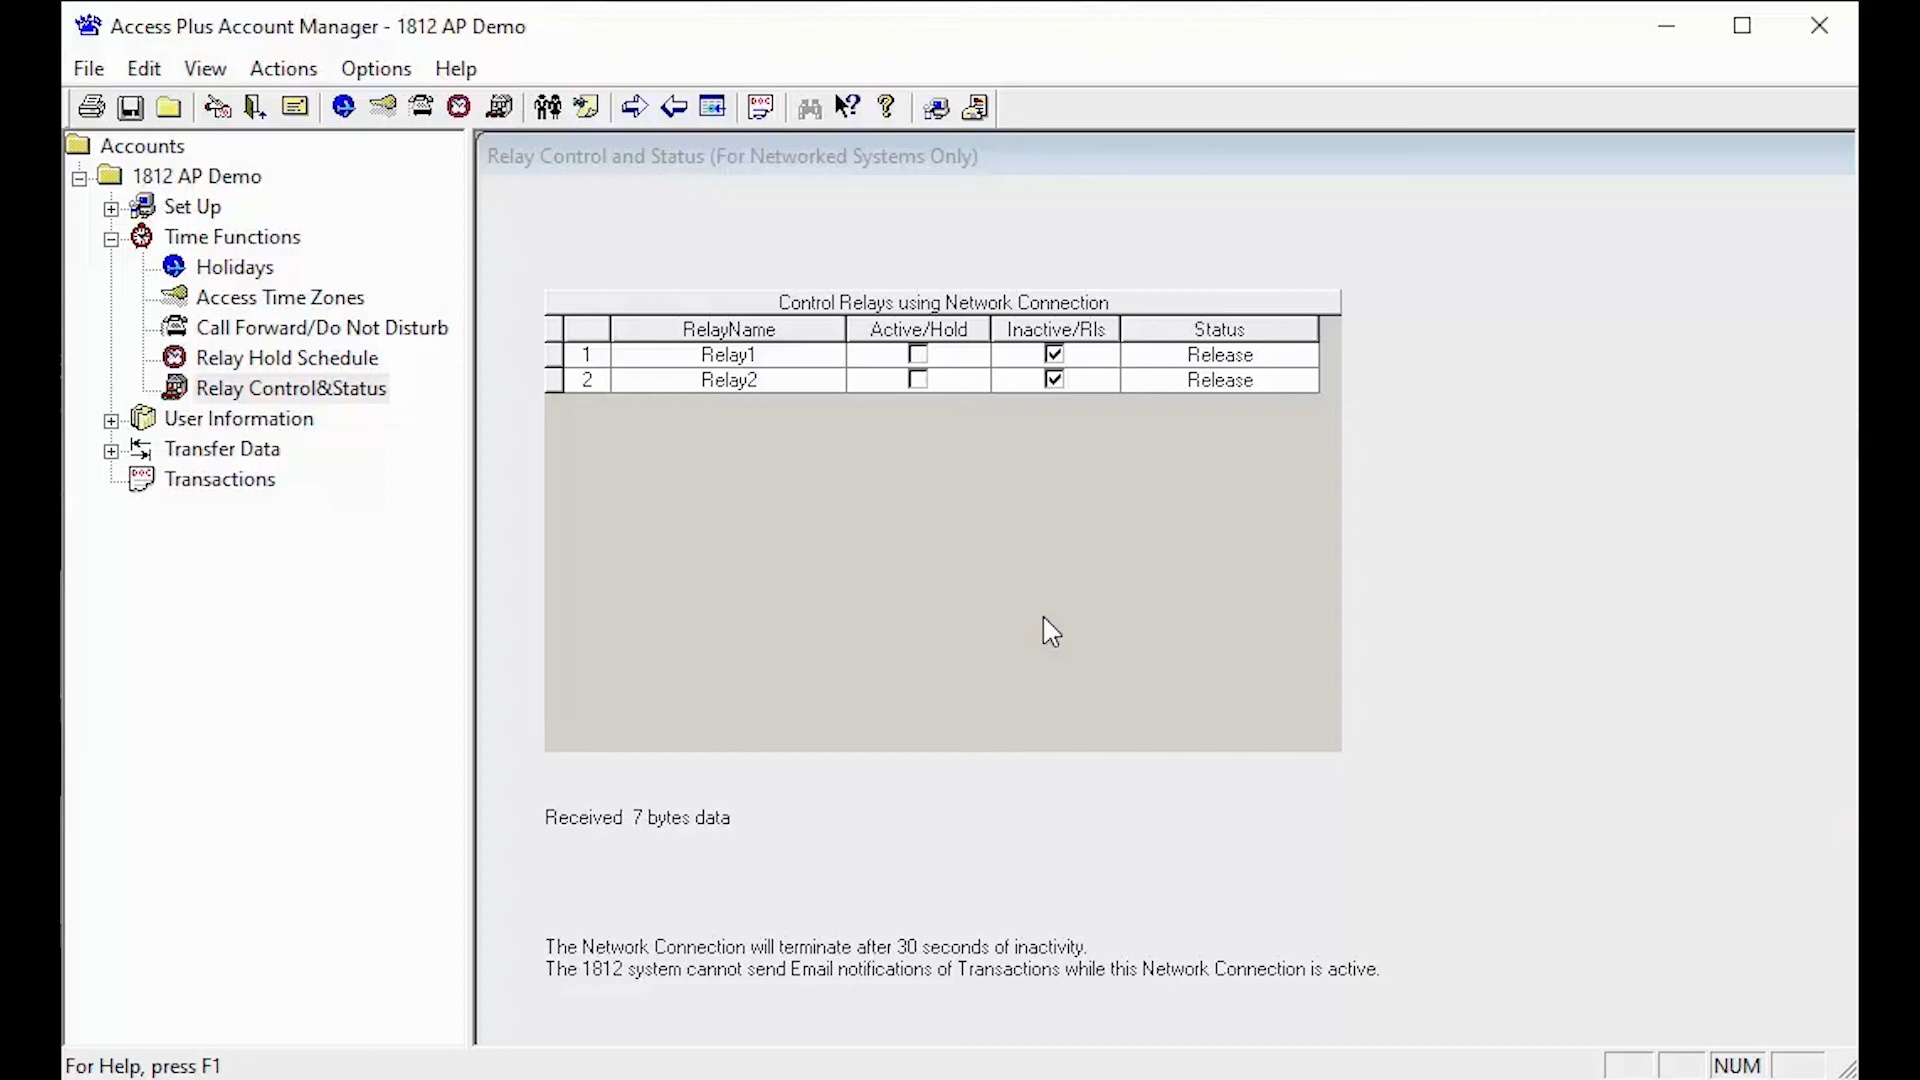 Access Plus Account Manager - 1812 AP Demo
File Edit View Actions Options Help
Accounts
1812 AP Demo
Set Up
Time Functions
Holidays
Access Time Zones
Call Forward/Do Not Disturb
Relay Hold Schedule
Relay Control&Status
User Information
Transfer Data
Transactions
Relay Control and Status (For Networked Systems Only)
Control Relays using Network Connection
RelayName Active/Hold Inactive/Rls Status
1 Relay1 Release
2 Relay2 Release
Received 7 bytes data
The Network Connection will terminate after 30 seconds of inactivity.
The 1812 system cannot send Email notifications of Transactions while this Network Connection is active.
For Help, press F1
NUM